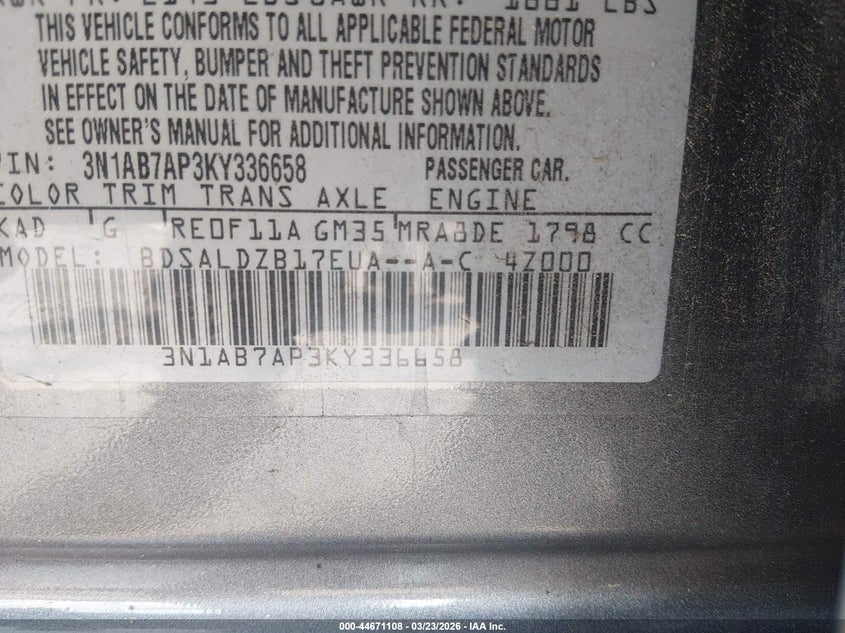 THIS VEHICLE CONFORMS TO ALL APPLICABLE FEDERAL MOTOR
VEHICLE SAFETY, BUMPER AND THEFT PREVENTION STANDARDS
IN EFFECT ON THE DATE OF MANUFACTURE SHOWN ABOVE.
SEE OWNER'S MANUAL FOR ADDITIONAL INFORMATION.
VIN: 3N1AB7AP3KY336658 PASSENGER CAR.
COLOR TRIM TRANS AXLE ENGINE
KAD G RE0F11A GM35 MRA8DE 1798 CC
MODEL: BDSALDZB17EUA--A-C 4Z000
3N1AB7AP3KY336658
000-44671108 - 03/23/2026 - IAA Inc.